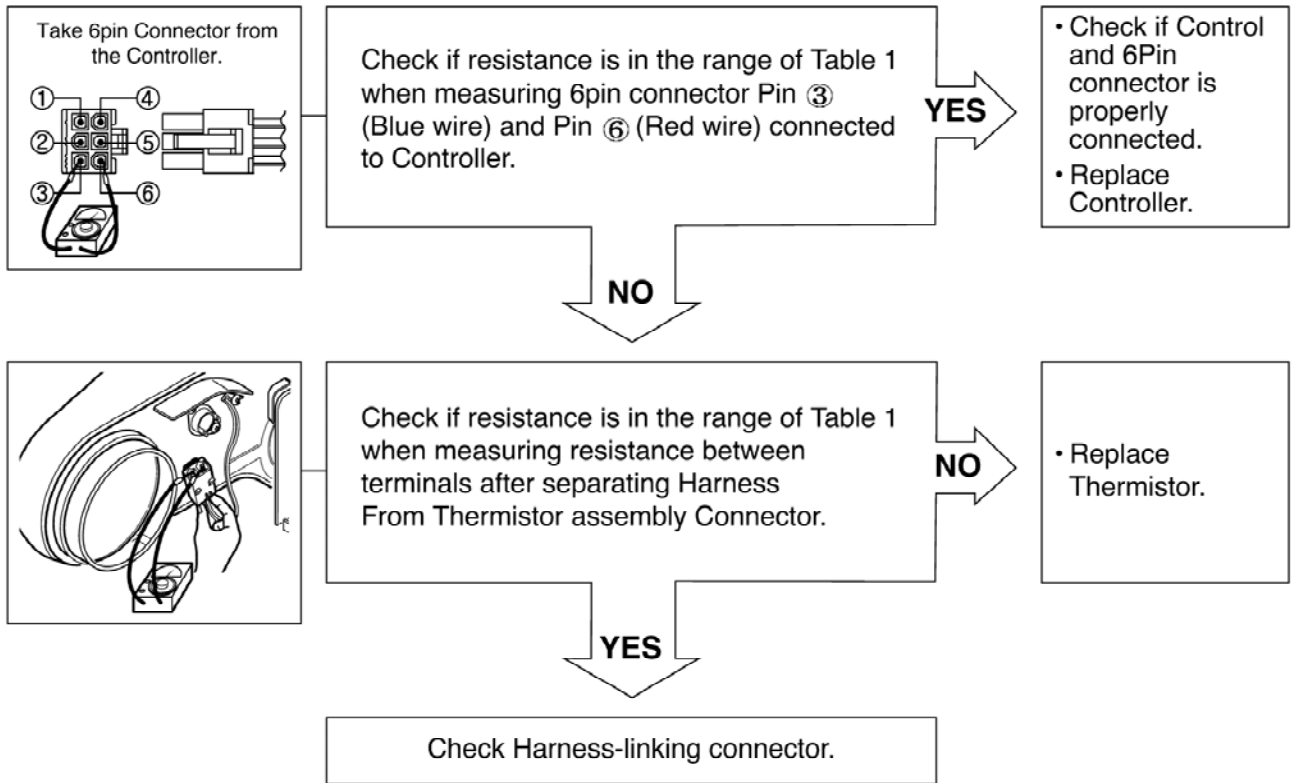 Take 6pin Connector from
the Controller.
① ④
② ⑤
③ ⑥
Check if resistance is in the range of Table 1
when measuring 6pin connector Pin ③
(Blue wire) and Pin ⑥ (Red wire) connected
to Controller.
YES
• Check if Control
and 6Pin
connector is
properly
connected.
• Replace
Controller.
NO
Check if resistance is in the range of Table 1
when measuring resistance between
terminals after separating Harness
From Thermistor assembly Connector.
NO
• Replace
Thermistor.
YES
Check Harness-linking connector.